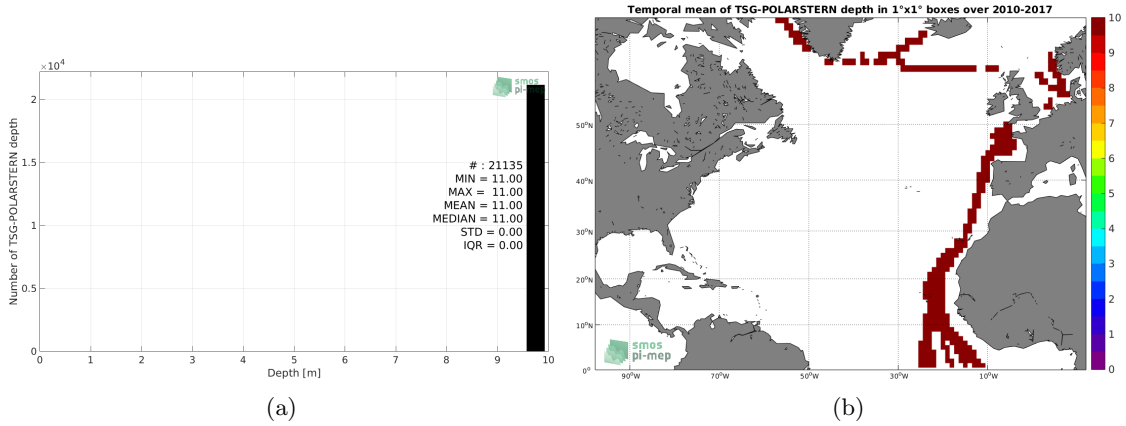 ×10⁴
2
1.5
1
0.5
0
Number of TSG-POLARSTERN depth
smos
pi-mep
# : 21135
MIN = 11.00
MAX = 11.00
MEAN = 11.00
MEDIAN = 11.00
STD = 0.00
IQR = 0.00
0 1 2 3 4 5 6 7 8 9 10
Depth [m]
(a)
Temporal mean of TSG-POLARSTERN depth in 1°x1° boxes over 2010-2017
50°N
40°N
30°N
20°N
10°N
0°
90°W 70°W 50°W 30°W 10°W
smos
pi-mep
10
9
8
7
6
5
4
3
2
1
0
(b)